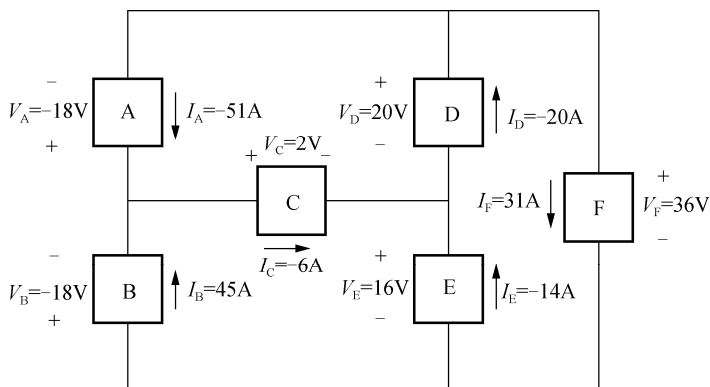 –
V_A=–18V
+
A
I_A=–51A
+
V_D=20V
–
D
I_D=–20A
V_C=2V
+
–
C
I_C=–6A
I_F=31A
F
+
V_F=36V
–
–
V_B=–18V
+
B
I_B=45A
+
V_E=16V
–
E
I_E=–14A